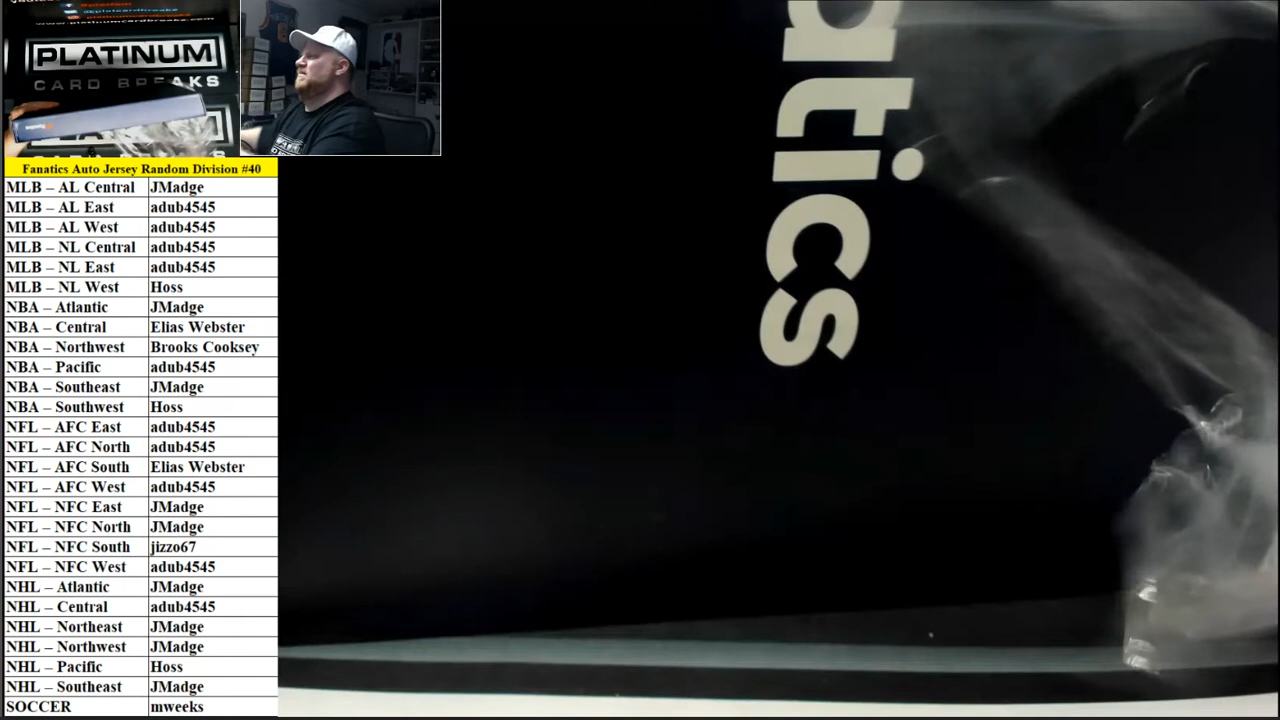 www.platinumcardbreaks.com
PLATINUM
CARD BREAKS
Fanatics Auto Jersey Random Division #40
MLB – AL Central JMadge
MLB – AL East adub4545
MLB – AL West adub4545
MLB – NL Central adub4545
MLB – NL East adub4545
MLB – NL West Hoss
NBA – Atlantic JMadge
NBA – Central Elias Webster
NBA – Northwest Brooks Cooksey
NBA – Pacific adub4545
NBA – Southeast JMadge
NBA – Southwest Hoss
NFL – AFC East adub4545
NFL – AFC North adub4545
NFL – AFC South Elias Webster
NFL – AFC West adub4545
NFL – NFC East JMadge
NFL – NFC North JMadge
NFL – NFC South jizzo67
NFL – NFC West adub4545
NHL – Atlantic JMadge
NHL – Central adub4545
NHL – Northeast JMadge
NHL – Northwest JMadge
NHL – Pacific Hoss
NHL – Southeast JMadge
SOCCER mweeks
atics